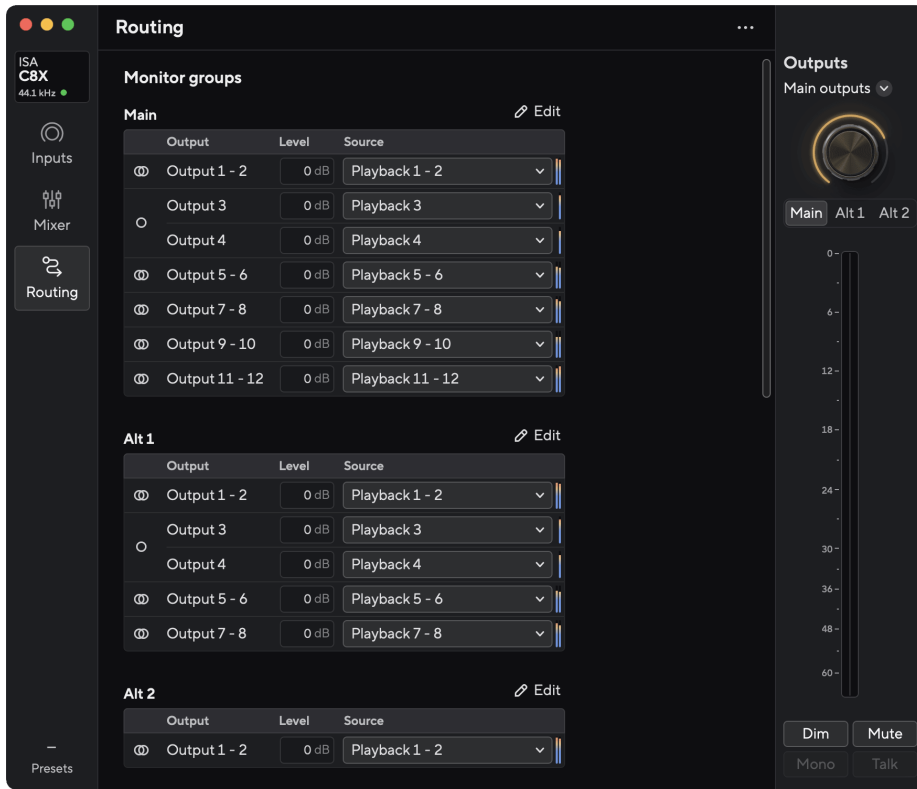 Routing
ISA
C8X
44.1 kHz
Inputs
Mixer
Routing
Presets
Monitor groups
Main
Edit
Output Level Source
Output 1 - 2 0 dB Playback 1 - 2
Output 3 0 dB Playback 3
Output 4 0 dB Playback 4
Output 5 - 6 0 dB Playback 5 - 6
Output 7 - 8 0 dB Playback 7 - 8
Output 9 - 10 0 dB Playback 9 - 10
Output 11 - 12 0 dB Playback 11 - 12
Alt 1
Edit
Output Level Source
Output 1 - 2 0 dB Playback 1 - 2
Output 3 0 dB Playback 3
Output 4 0 dB Playback 4
Output 5 - 6 0 dB Playback 5 - 6
Output 7 - 8 0 dB Playback 7 - 8
Alt 2
Edit
Output Level Source
Output 1 - 2 0 dB Playback 1 - 2
Outputs
Main outputs
Main Alt 1 Alt 2
0
6
12
18
24
30
36
48
60
Dim Mute
Mono Talk